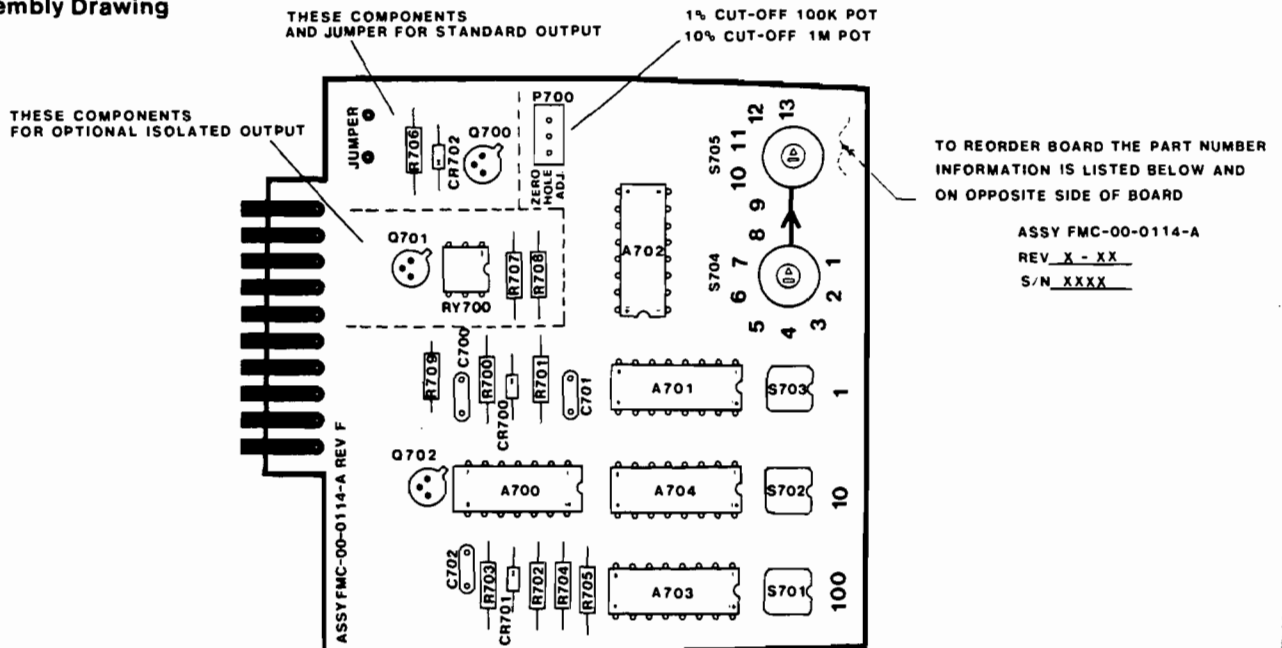 embly Drawing
THESE COMPONENTS
AND JUMPER FOR STANDARD OUTPUT
1% CUT-OFF 100K POT
10% CUT-OFF 1M POT
THESE COMPONENTS
FOR OPTIONAL ISOLATED OUTPUT
TO REORDER BOARD THE PART NUMBER
INFORMATION IS LISTED BELOW AND
ON OPPOSITE SIDE OF BOARD
ASSY FMC-00-0114-A
REV X - XX
S/N XXXX
JUMPER
R706
CR702
Q700
P700
ZERO
HOLE
ADJ.
S705
10
11
12
13
9
8
S704
7
6
5
4
3
2
1
A702
Q701
RY700
R707
R708
R709
C700
R700
CR700
R701
C701
A701
S703
1
Q702
A700
A704
S702
10
C702
R703
CR701
R702
R704
R705
A703
S701
100
ASSY FMC-00-0114-A REV F